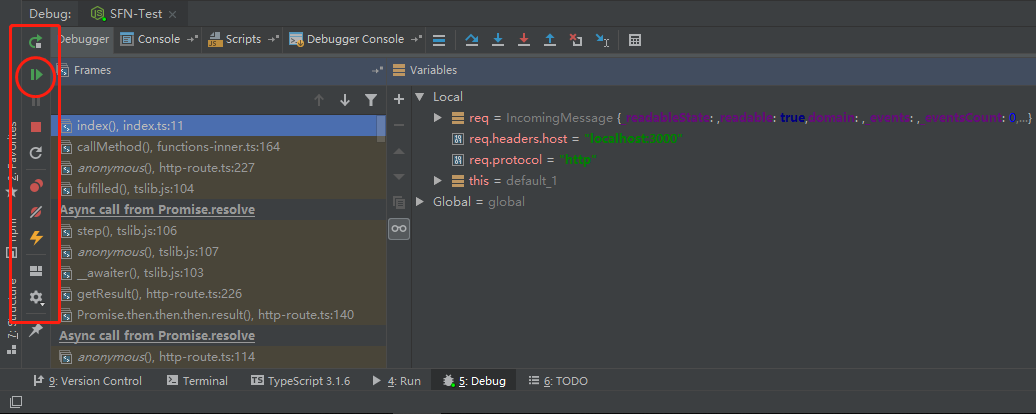 Debug: SFN-Test
Debugger Console Scripts Debugger Console
Frames Variables
index(), index.ts:11
callMethod(), functions-inner.ts:164
anonymous(), http-route.ts:227
fulfilled(), tslib.js:104
Async call from Promise.resolve
step(), tslib.js:106
anonymous(), tslib.js:107
__awaiter(), tslib.js:103
getResult(), http-route.ts:226
Promise.then.then.then.result(), http-route.ts:140
Async call from Promise.resolve
anonymous(), http-route.ts:114
Local
req = IncomingMessage {_readableState: ,readable: true,domain: ,_events: ,_eventsCount: 0,...}
req.headers.host = "localhost:3000"
req.protocol = "http"
this = default_1
Global = global
2: Favorites
npm
7: Structure
9: Version Control Terminal TypeScript 3.1.6 4: Run 5: Debug 6: TODO